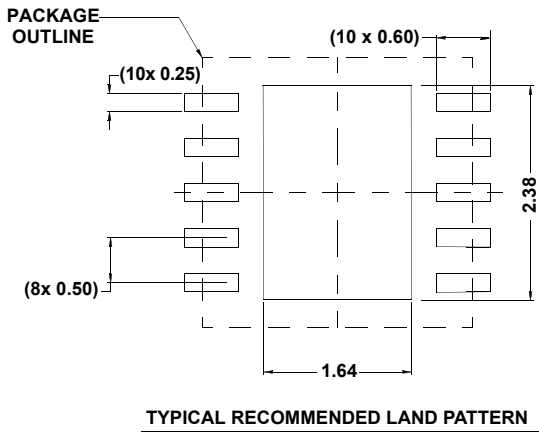 PACKAGE
OUTLINE
(10 x 0.60)
(10x 0.25)
2.38
(8x 0.50)
1.64
TYPICAL RECOMMENDED LAND PATTERN